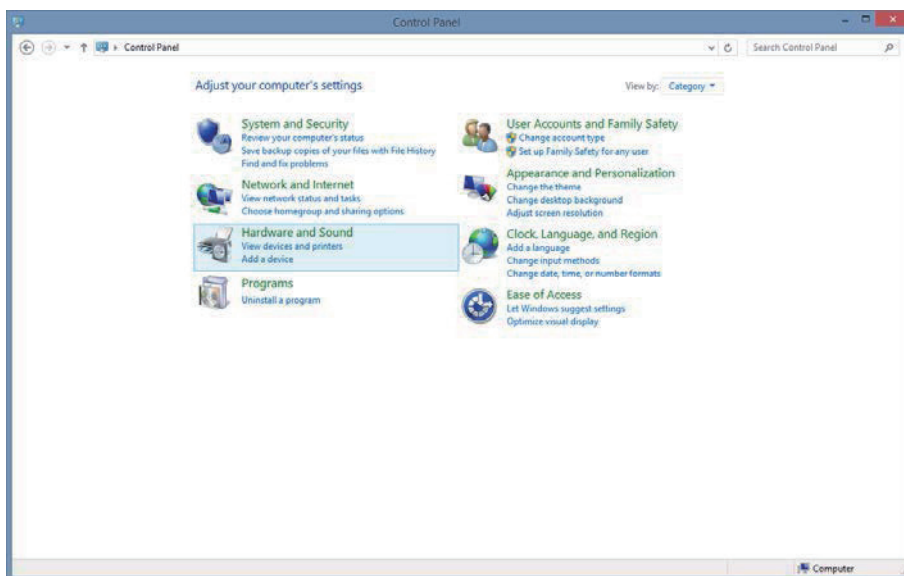 Control Panel
Control Panel
Search Control Panel
Adjust your computer's settings
View by: Category
System and Security
Review your computer's status
Save backup copies of your files with File History
Find and fix problems
Network and Internet
View network status and tasks
Choose homegroup and sharing options
Hardware and Sound
View devices and printers
Add a device
Programs
Uninstall a program
User Accounts and Family Safety
Change account type
Set up Family Safety for any user
Appearance and Personalization
Change the theme
Change desktop background
Adjust screen resolution
Clock, Language, and Region
Add a language
Change input methods
Change date, time, or number formats
Ease of Access
Let Windows suggest settings
Optimize visual display
Computer